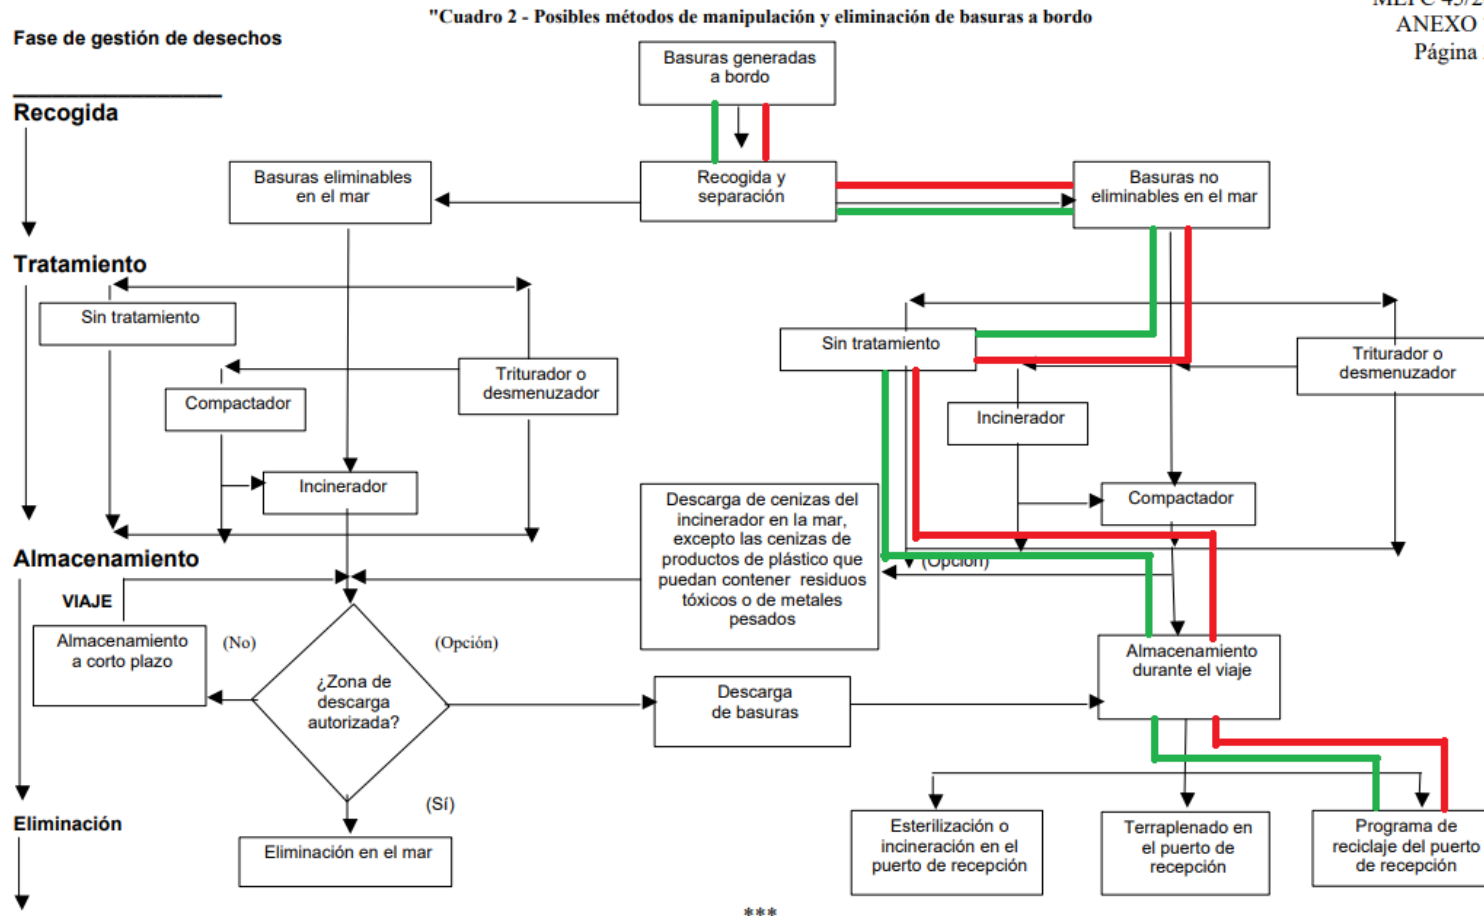 "Cuadro 2 - Posibles métodos de manipulación y eliminación de basuras a bordo
ANEXO
Página
Fase de gestión de desechos
Basuras generadas
a bordo
Recogida
Basuras eliminables
en el mar
Recogida y
separación
Basuras no
eliminables en el mar
Tratamiento
Sin tratamiento
Compactador
Triturador o
desmenuzador
Incinerador
Sin tratamiento
Incinerador
Triturador o
desmenuzador
Compactador
Descarga de cenizas del
incinerador en la mar,
excepto las cenizas de
productos de plástico que
puedan contener residuos
tóxicos o de metales
pesados
(Opción)
Almacenamiento
VIAJE
Almacenamiento
a corto plazo
(No)
(Opción)
¿Zona de
descarga
autorizada?
Descarga
de basuras
Almacenamiento
durante el viaje
(Sí)
Eliminación
Eliminación en el mar
Esterilización o
incineración en el
puerto de recepción
Terraplenado en
el puerto de
recepción
Programa de
reciclaje del puerto
de recepción
***